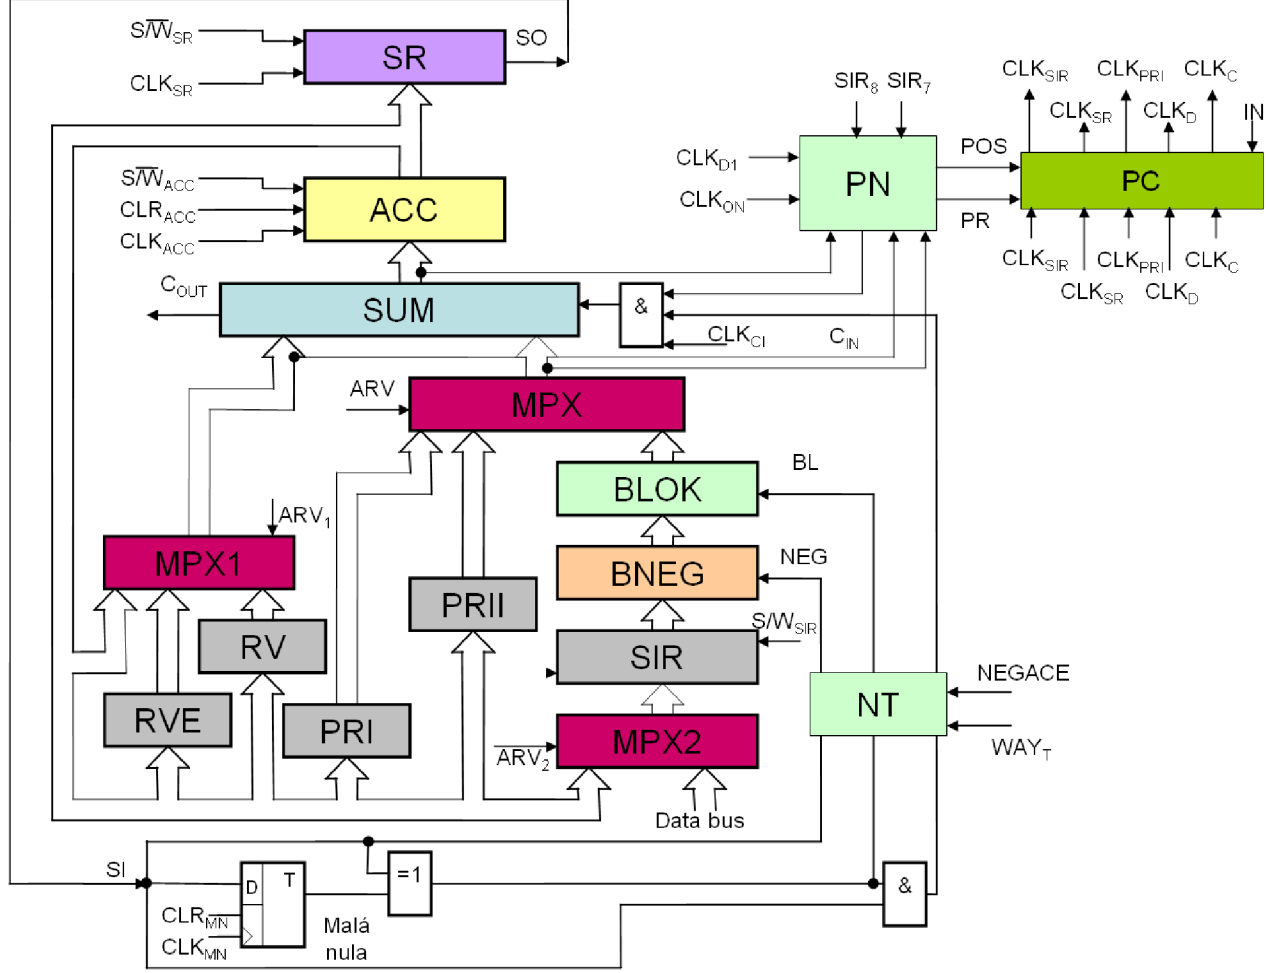 S/W̅SR
SR
SO
CLKSR
SIR8
SIR7
CLKSIR
CLKPRI
CLKC
CLKSR
CLKD
IN
CLKD1
PN
POS
PC
CLKON
PR
S/W̅ACC
CLRACC
ACC
CLKACC
CLKSIR
CLKPRI
CLKC
CLKSR
CLKD
COUT
SUM
&
CLKCI
CIN
ARV
MPX
BL
BLOK
ARV1
MPX1
NEG
BNEG
PRII
S/WSIR
RV
SIR
NEGACE
NT
RVE
PRI
MPX2
ARV2
WAYT
Data bus
SI
D
T
=1
&
CLRMN
CLKMN
Malá
nula